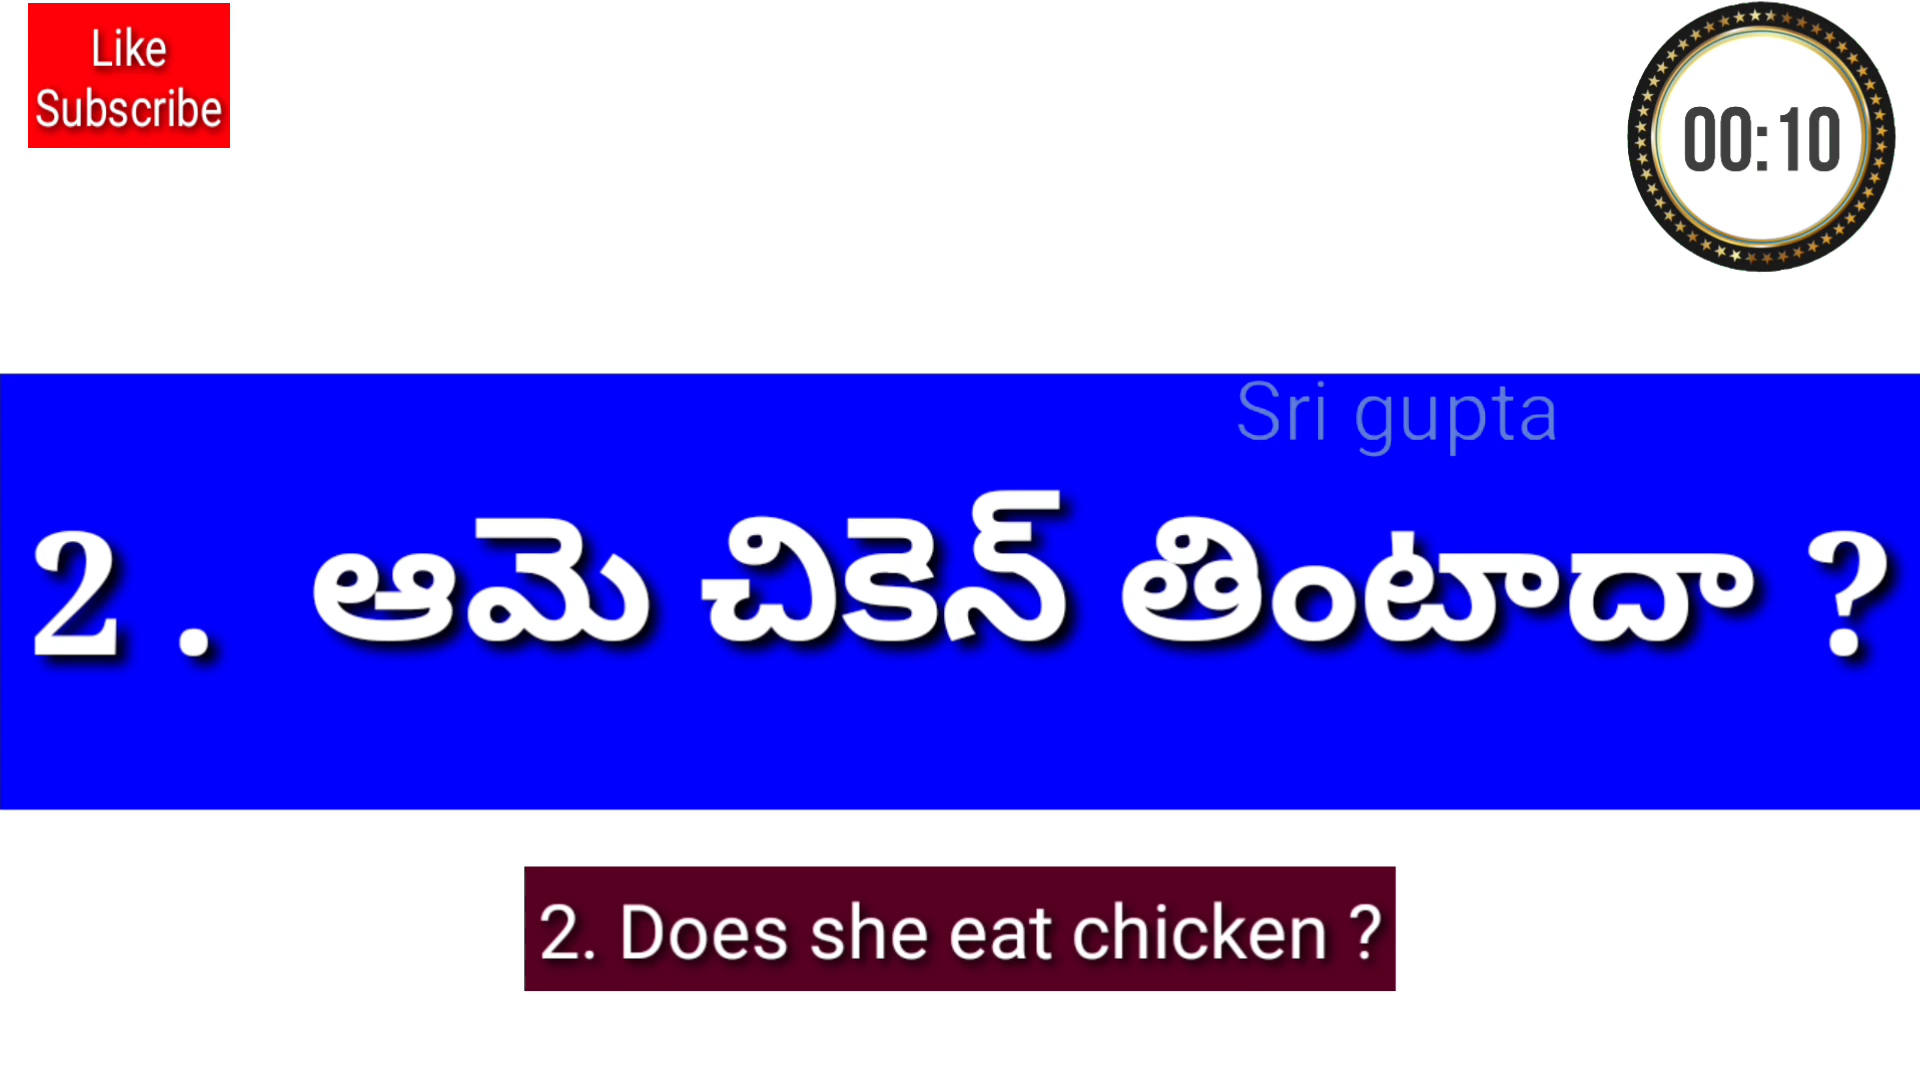 Like
Subscribe
00:10
Sri gupta
2 . ఆమె చికెన్ తింటాదా ?
2. Does she eat chicken ?